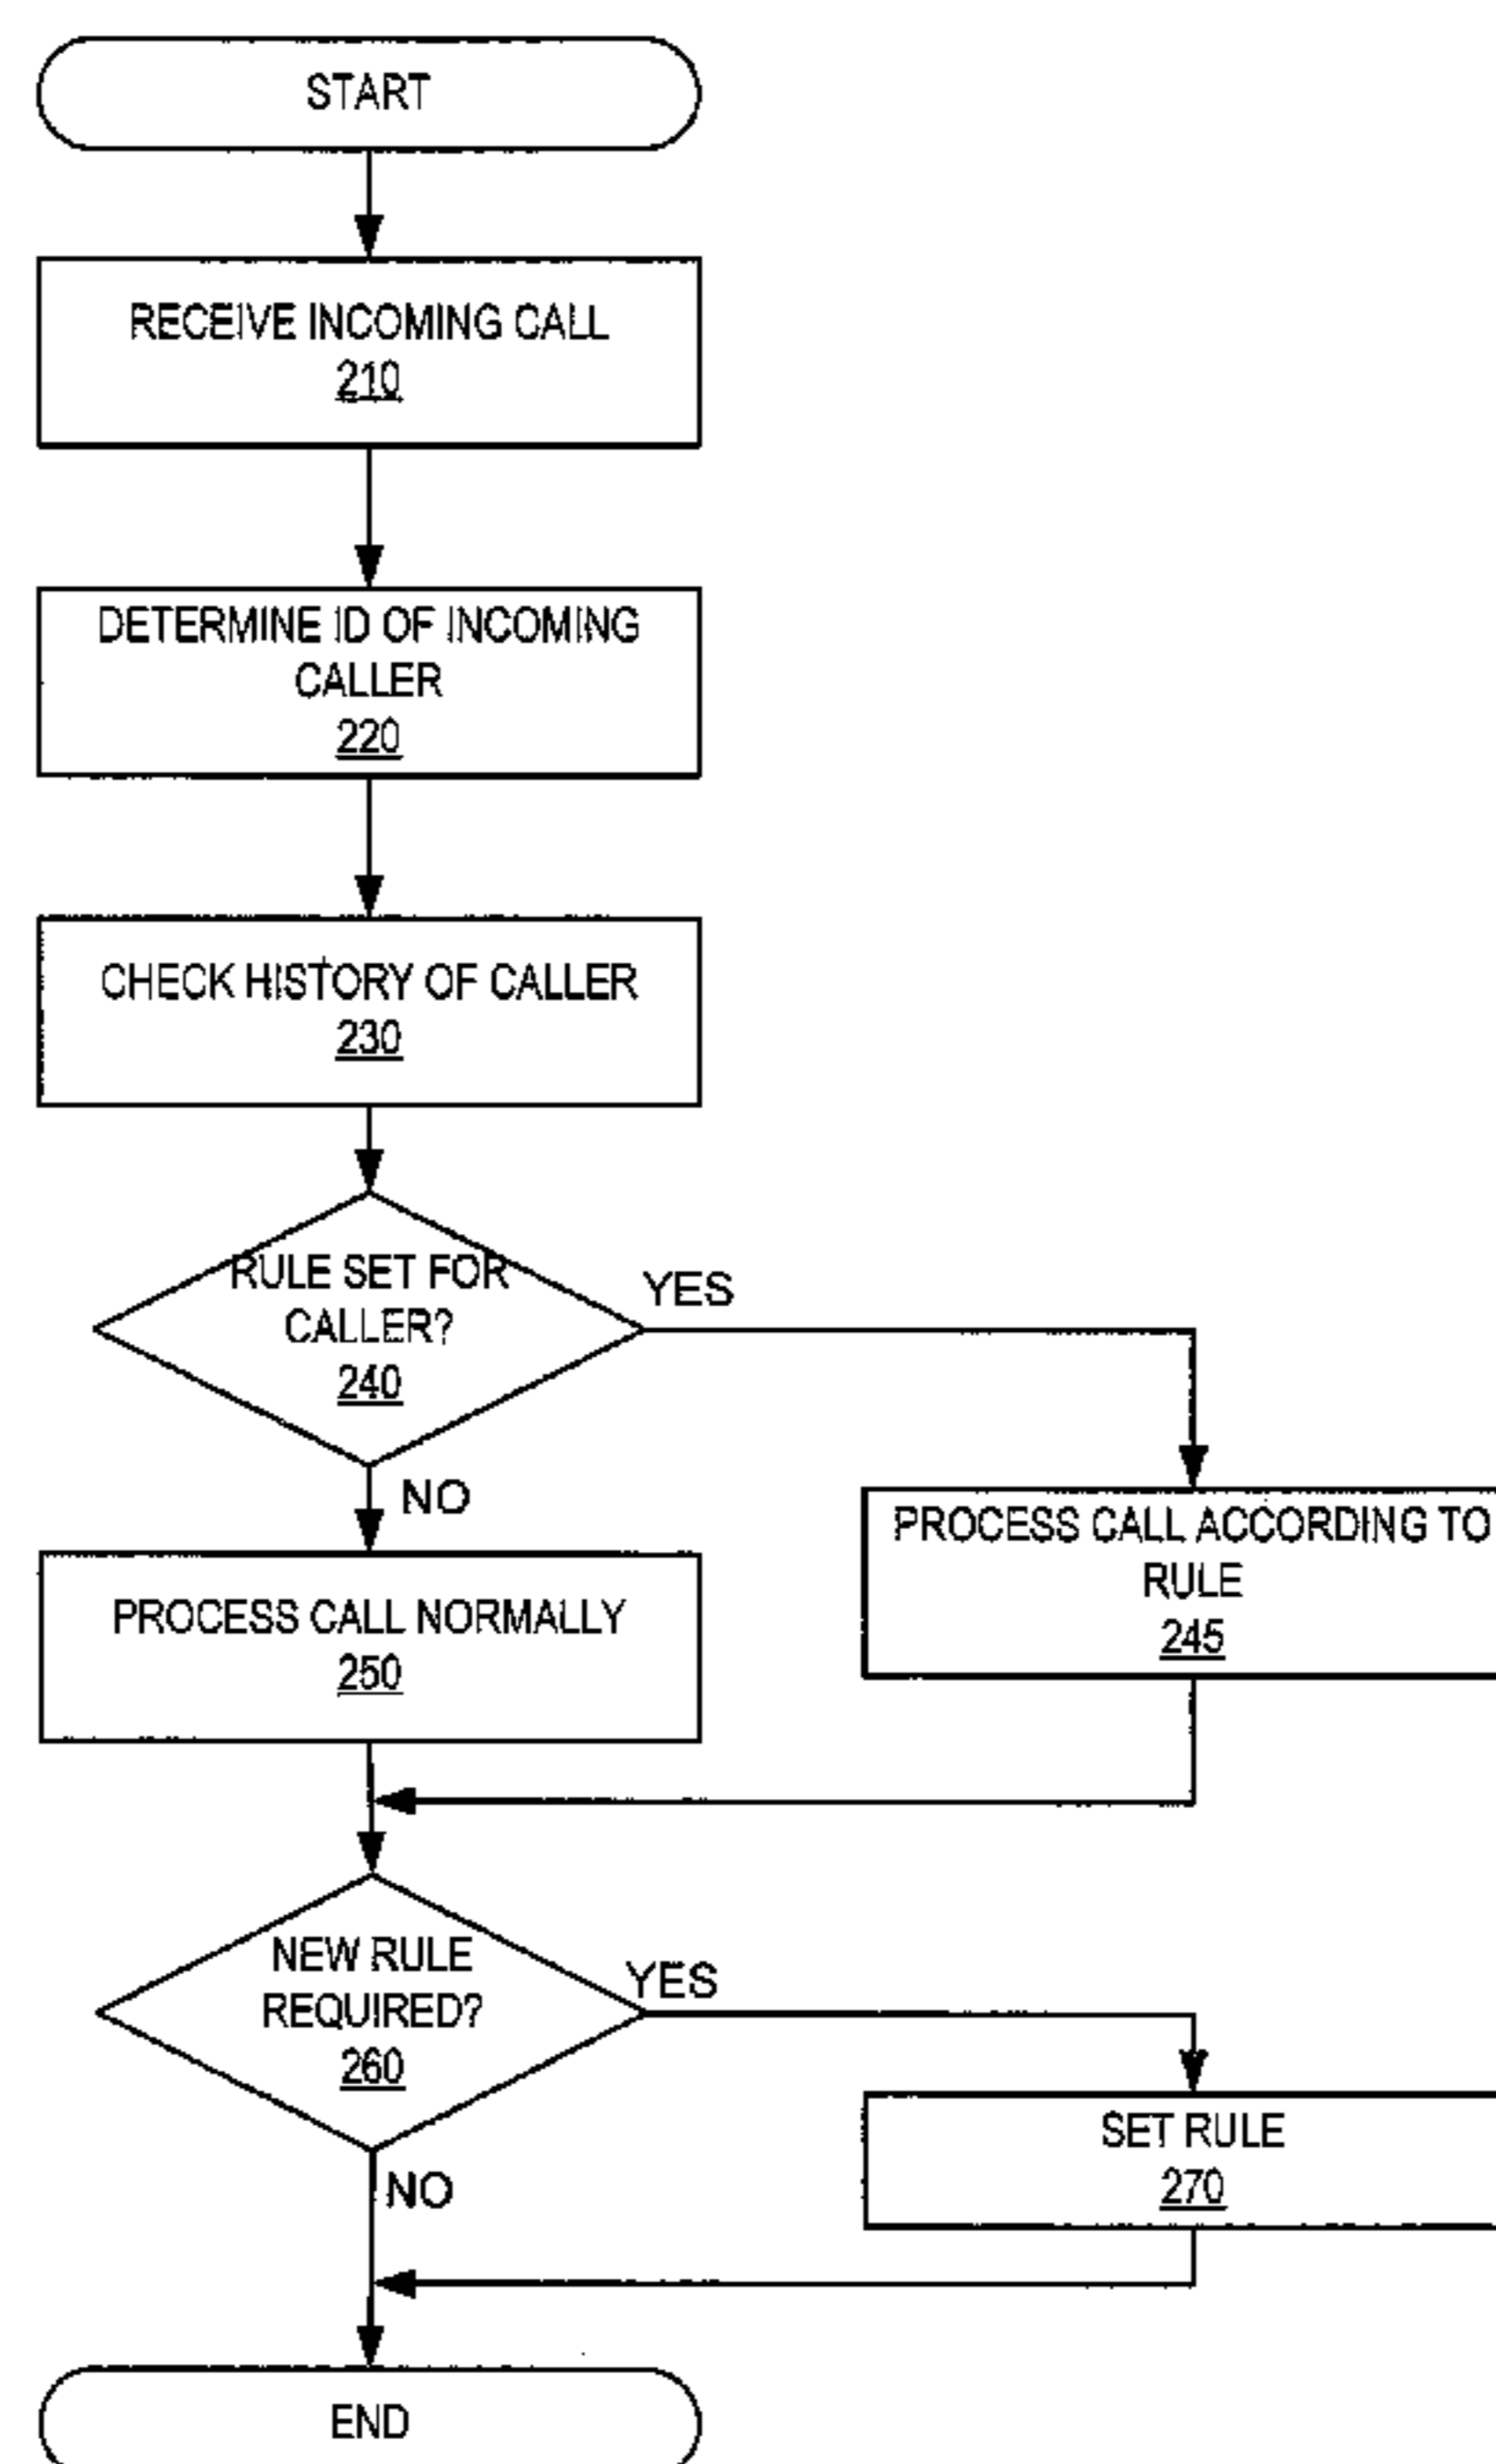 START
RECEIVE INCOMING CALL
210
DETERMINE ID OF INCOMING
CALLER
220
CHECK HISTORY OF CALLER
230
RULE SET FOR
CALLER?
240
YES
NO
PROCESS CALL ACCORDING TO
RULE
245
PROCESS CALL NORMALLY
250
NEW RULE
REQUIRED?
260
YES
NO
SET RULE
270
END